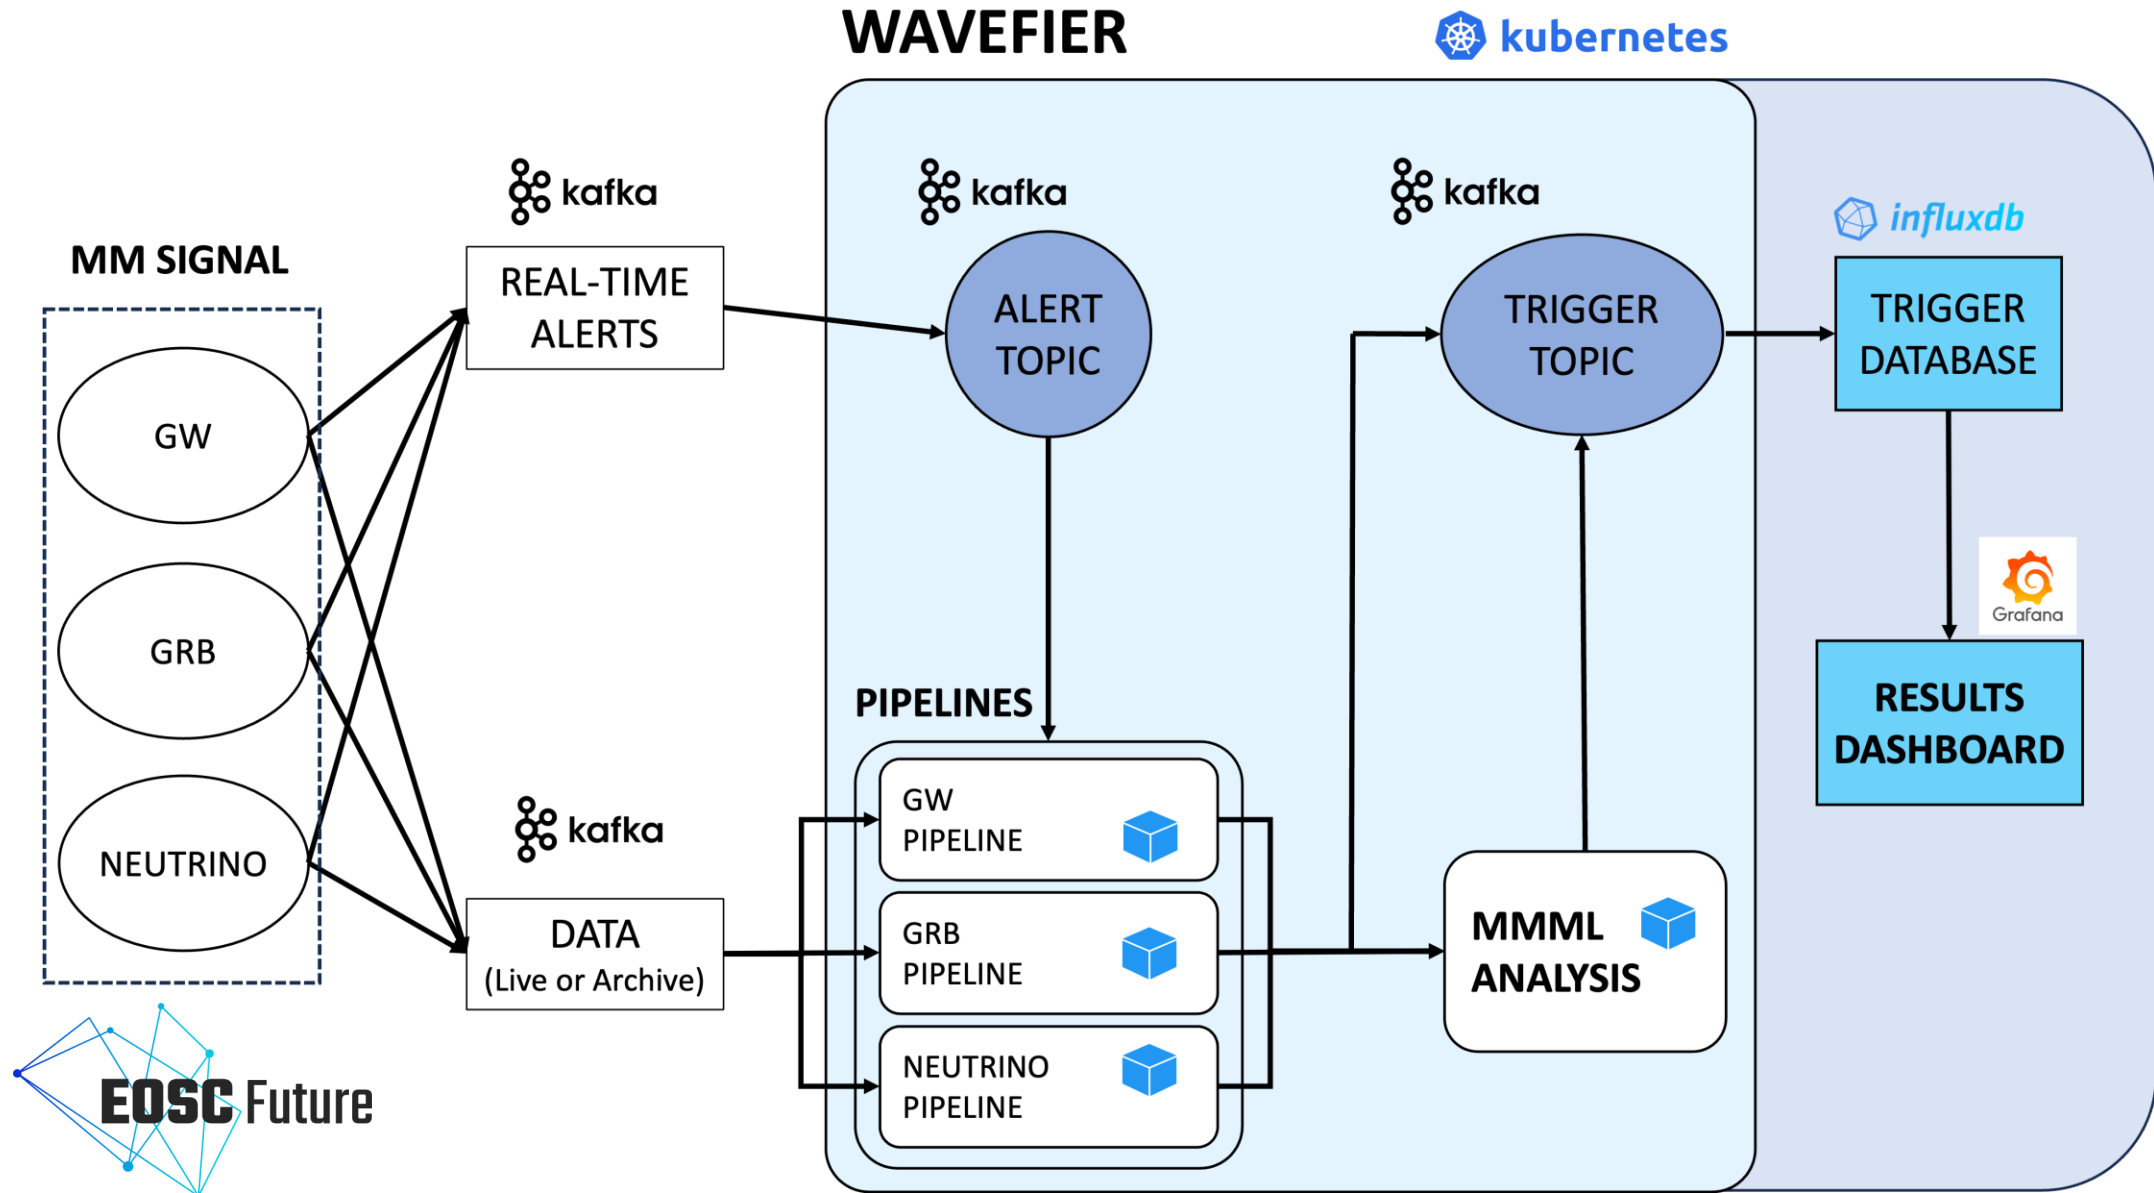 WAVEFIER
kubernetes
kafka
kafka
kafka
influxdb
MM SIGNAL
REAL-TIME
ALERTS
ALERT
TOPIC
TRIGGER
TOPIC
TRIGGER
DATABASE
GW
Grafana
GRB
NEUTRINO
kafka
DATA
(Live or Archive)
PIPELINES
GW
PIPELINE
GRB
PIPELINE
NEUTRINO
PIPELINE
MMML
ANALYSIS
RESULTS
DASHBOARD
EOSC Future